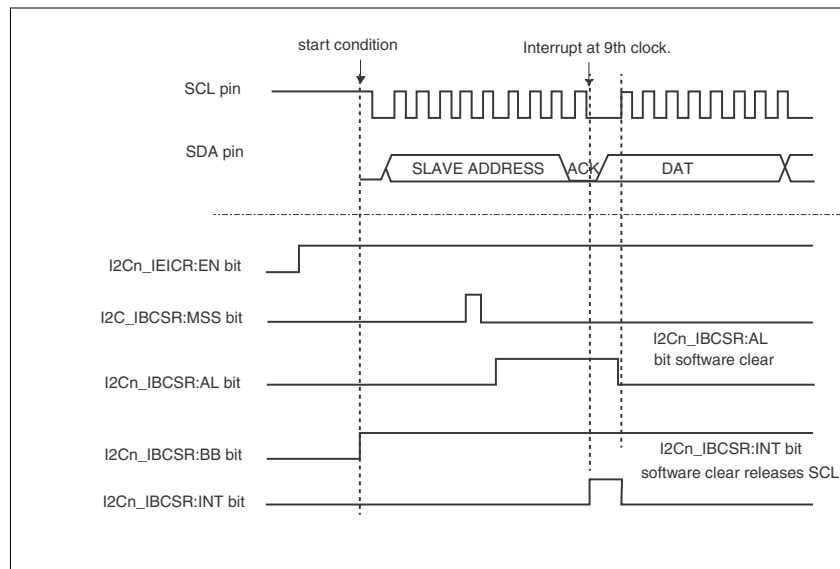 start condition
Interrupt at 9th clock.
SCL pin
SDA pin
SLAVE ADDRESS
ACK
DAT
I2Cn_IEICR:EN bit
I2C_IBCSR:MSS bit
I2Cn_IBCSR:AL
bit software clear
I2Cn_IBCSR:AL bit
I2Cn_IBCSR:BB bit
I2Cn_IBCSR:INT bit
software clear releases SCL
I2Cn_IBCSR:INT bit